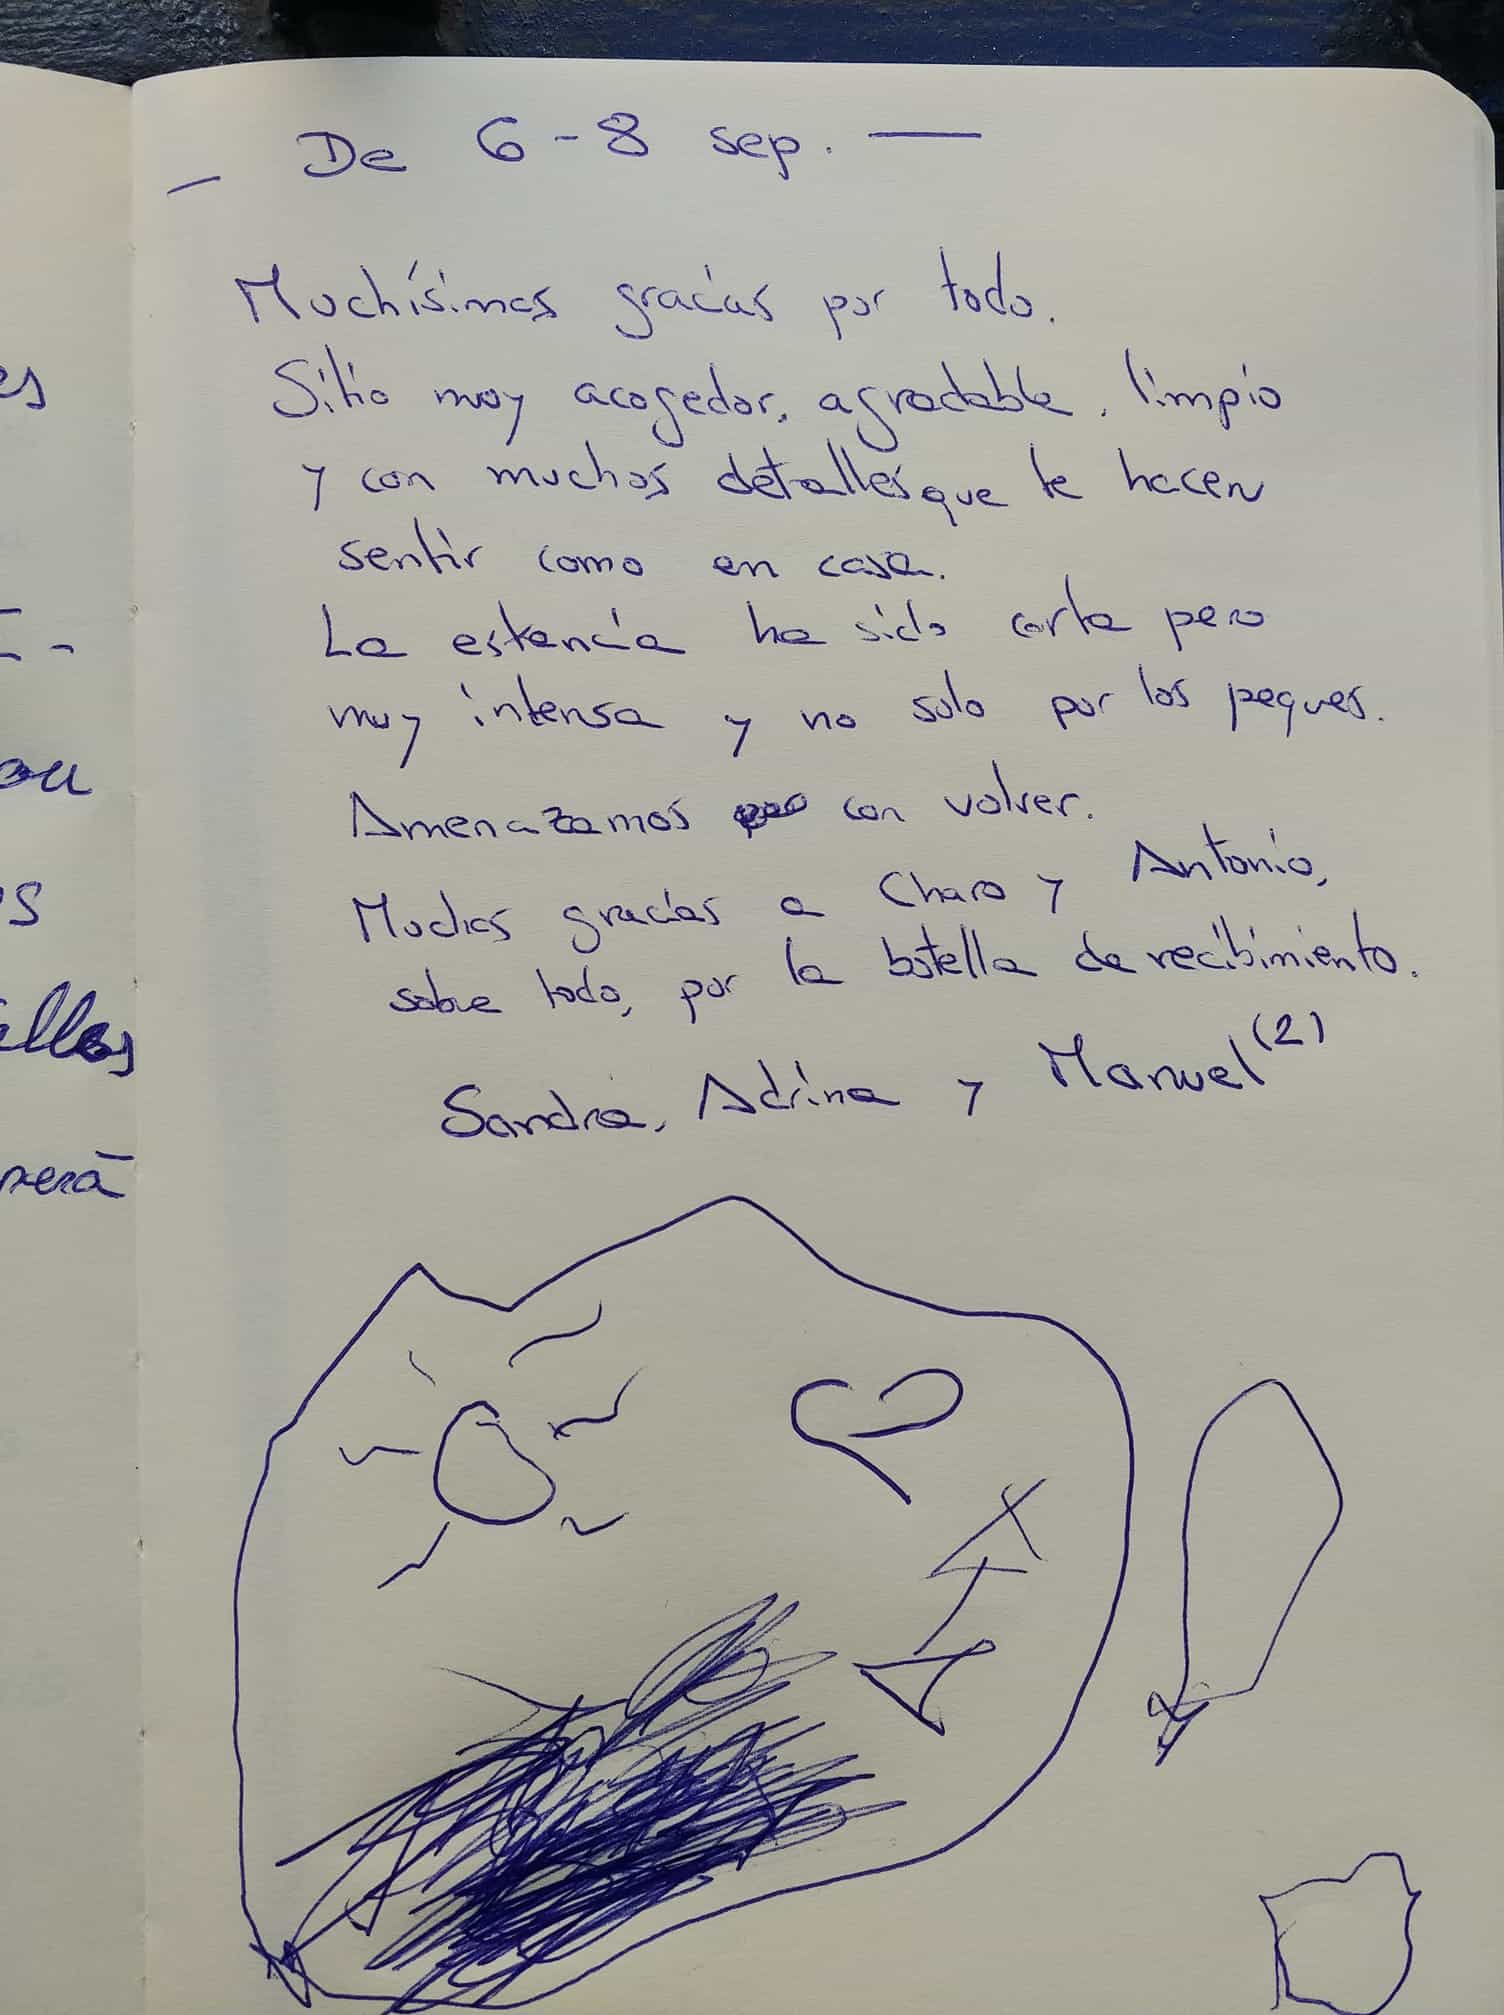 De 6-8 sep.
Muchísimas gracias por todo.
Sitio muy acogedor, agradable, limpio
y con muchos detalles que te hacen
sentir como en casa.
La estancia ha sido corta pero
muy intensa y no solo por los peques.
Amenazamos con volver.
Muchas gracias a Charo y Antonio,
sobre todo, por la botella de recibimiento.
Sandra, Adrina y Manuel (2)
es
ou
s
será